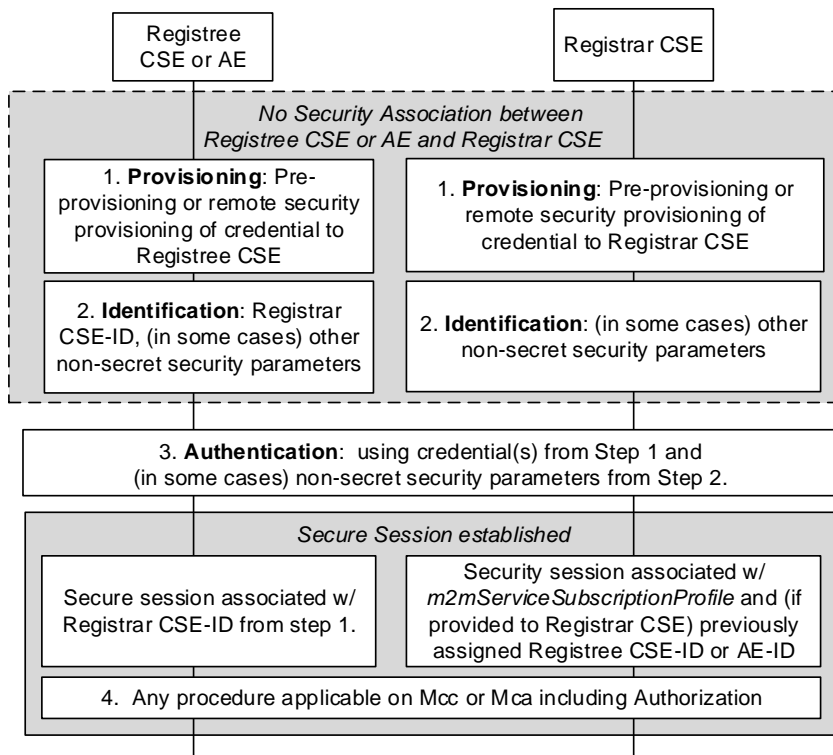 Registree
CSE or AE
Registrar CSE
No Security Association between
Registree CSE or AE and Registrar CSE
1. Provisioning: Pre-
provisioning or remote security
provisioning of credential to
Registree CSE
1. Provisioning: Pre-provisioning or
remote security provisioning of
credential to Registrar CSE
2. Identification: Registrar
CSE-ID, (in some cases) other
non-secret security parameters
2. Identification: (in some cases) other
non-secret security parameters
3. Authentication:  using credential(s) from Step 1 and
(in some cases) non-secret security parameters from Step 2.
Secure Session established
Secure session associated w/
Registrar CSE-ID from step 1.
Security session associated w/
m2mServiceSubscriptionProfile and (if
provided to Registrar CSE) previously
assigned Registree CSE-ID or AE-ID
4.  Any procedure applicable on Mcc or Mca including Authorization